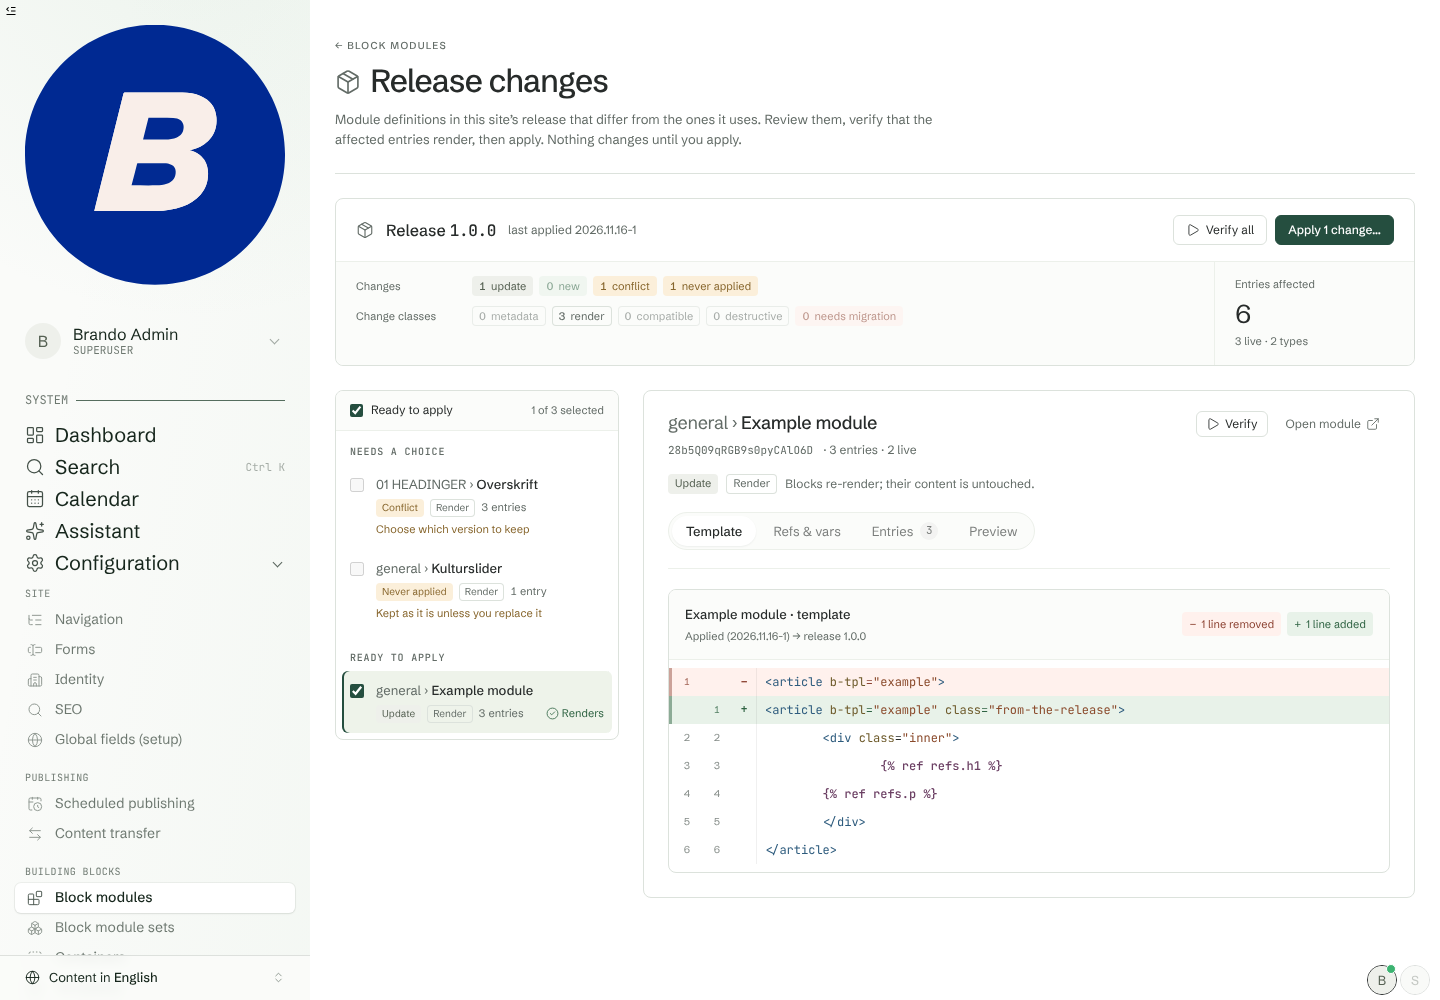 B
B
Brando Admin
SUPERUSER
SYSTEM
Dashboard
Search
Ctrl K
Calendar
Assistant
Configuration
SITE
Navigation
Forms
Identity
SEO
Global fields (setup)
PUBLISHING
Scheduled publishing
Content transfer
BUILDING BLOCKS
Block modules
Block module sets
Content in English
← BLOCK MODULES
Release changes
Module definitions in this site's release that differ from the ones it uses. Review them, verify that the
affected entries render, then apply. Nothing changes until you apply.
Release 1.0.0 last applied 2026.11.16-1
Verify all
Apply 1 change...
Changes
1 update
0 new
1 conflict
1 never applied
Change classes
0 metadata
3 render
0 compatible
0 destructive
0 needs migration
Entries affected
6
3 live · 2 types
Ready to apply
1 of 3 selected
NEEDS A CHOICE
01 HEADINGER › Overskrift
Conflict
Render
3 entries
Choose which version to keep
general › Kulturslider
Never applied
Render
1 entry
Kept as it is unless you replace it
READY TO APPLY
general › Example module
Update
Render
3 entries
Renders
general › Example module
Verify
Open module
28b5Q09qRGB9s0pyCAlO6D · 3 entries · 2 live
Update
Render
Blocks re-render; their content is untouched.
Template
Refs & vars
Entries 3
Preview
Example module · template
Applied (2026.11.16-1) → release 1.0.0
− 1 line removed
+ 1 line added
1 − <article b-tpl="example">
1 + <article b-tpl="example" class="from-the-release">
2 2 <div class="inner">
3 3 {% ref refs.h1 %}
4 4 {% ref refs.p %}
5 5 </div>
6 6 </article>
B
S